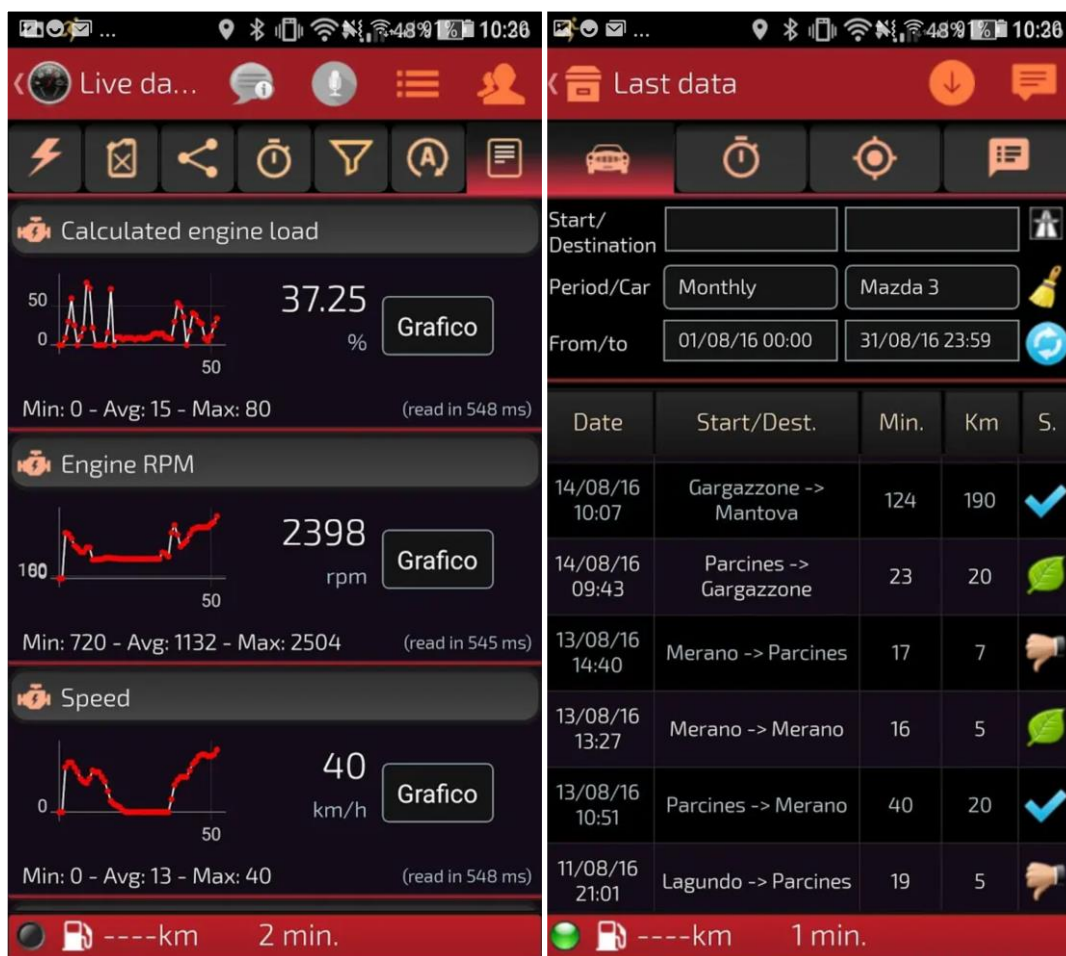 ... 48% 91% 10:26
Live da...
Calculated engine load
50
0
50
37.25
%
Grafico
Min: 0 - Avg: 15 - Max: 80 (read in 548 ms)
Engine RPM
50
2398
rpm
Grafico
Min: 720 - Avg: 1132 - Max: 2504 (read in 545 ms)
Speed
0
50
40
km/h
Grafico
Min: 0 - Avg: 13 - Max: 40 (read in 548 ms)
----km 2 min.
... 48% 91% 10:26
Last data
Start/
Destination
Period/Car Monthly Mazda 3
From/to 01/08/16 00:00 31/08/16 23:59
Date Start/Dest. Min. Km S.
14/08/16 10:07 Gargazzone -> Mantova 124 190
14/08/16 09:43 Parcines -> Gargazzone 23 20
13/08/16 14:40 Merano -> Parcines 17 7
13/08/16 13:27 Merano -> Merano 16 5
13/08/16 10:51 Parcines -> Merano 40 20
11/08/16 21:01 Lagundo -> Parcines 19 5
----km 1 min.